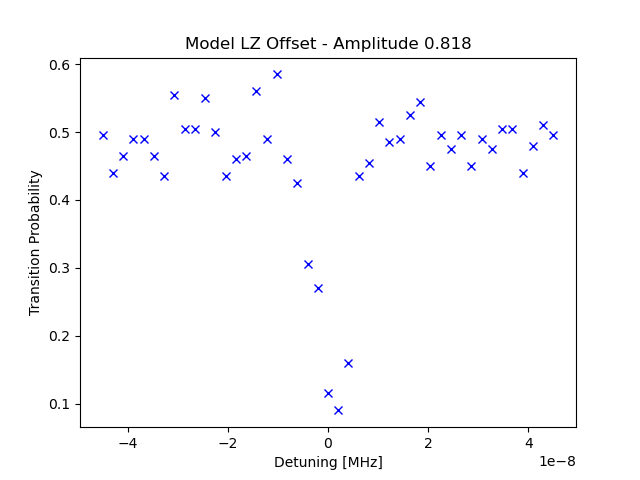 Model LZ Offset - Amplitude 0.818
Transition Probability
0.6
0.5
0.4
0.3
0.2
0.1
−4
−2
0
2
4
1e−8
Detuning [MHz]